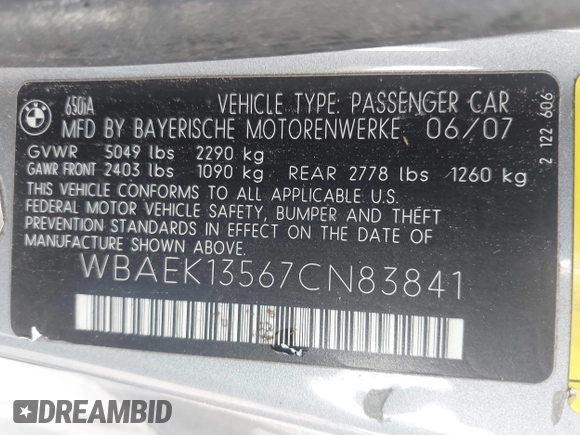 BMW
650iA
VEHICLE TYPE: PASSENGER CAR
MFD BY BAYERISCHE MOTORENWERKE 06/07
GVWR 5049 lbs 2290 kg
GAWR FRONT 2403 lbs 1090 kg REAR 2778 lbs 1260 kg
THIS VEHICLE CONFORMS TO ALL APPLICABLE U.S.
FEDERAL MOTOR VEHICLE SAFETY, BUMPER AND THEFT
PREVENTION STANDARDS IN EFFECT ON THE DATE OF
MANUFACTURE SHOWN ABOVE.
WBAEK13567CN83841
2 122 606
DREAMBID